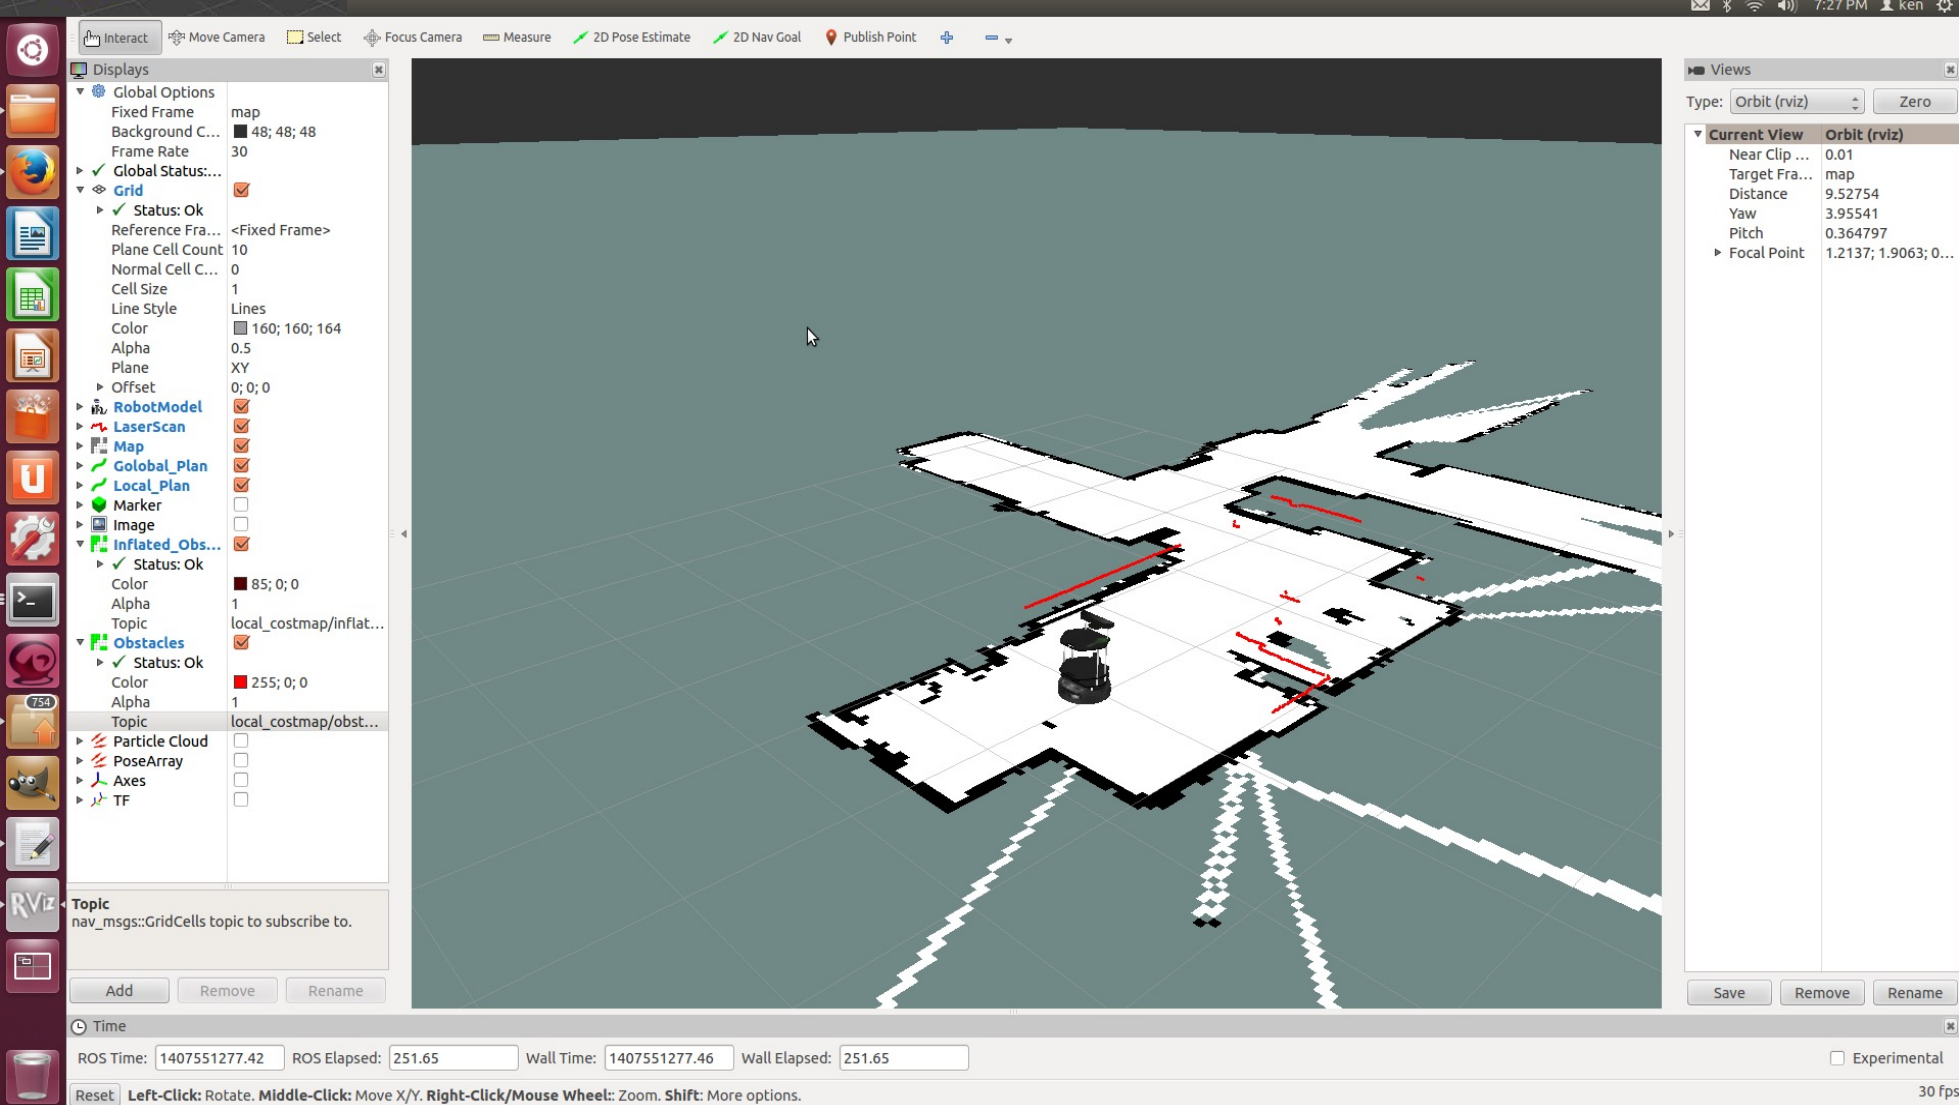 7:27 PM ken
Interact Move Camera Select Focus Camera Measure 2D Pose Estimate 2D Nav Goal Publish Point
Displays
Global Options
Fixed Frame map
Background C... 48; 48; 48
Frame Rate 30
Global Status:...
Grid
Status: Ok
Reference Fra... <Fixed Frame>
Plane Cell Count 10
Normal Cell C... 0
Cell Size 1
Line Style Lines
Color 160; 160; 164
Alpha 0.5
Plane XY
Offset 0; 0; 0
RobotModel
LaserScan
Map
Golobal_Plan
Local_Plan
Marker
Image
Inflated_Obs...
Status: Ok
Color 85; 0; 0
Alpha 1
Topic local_costmap/inflat...
Obstacles
Status: Ok
Color 255; 0; 0
Alpha 1
Topic local_costmap/obst...
Particle Cloud
PoseArray
Axes
TF
754
RViz
Topic
nav_msgs::GridCells topic to subscribe to.
Add Remove Rename
Views
Type: Orbit (rviz) Zero
Current View Orbit (rviz)
Near Clip ... 0.01
Target Fra... map
Distance 9.52754
Yaw 3.95541
Pitch 0.364797
Focal Point 1.2137; 1.9063; 0...
Save Remove Rename
Time
ROS Time: 1407551277.42 ROS Elapsed: 251.65 Wall Time: 1407551277.46 Wall Elapsed: 251.65 Experimental
Reset Left-Click: Rotate. Middle-Click: Move X/Y. Right-Click/Mouse Wheel:: Zoom. Shift: More options. 30 fps